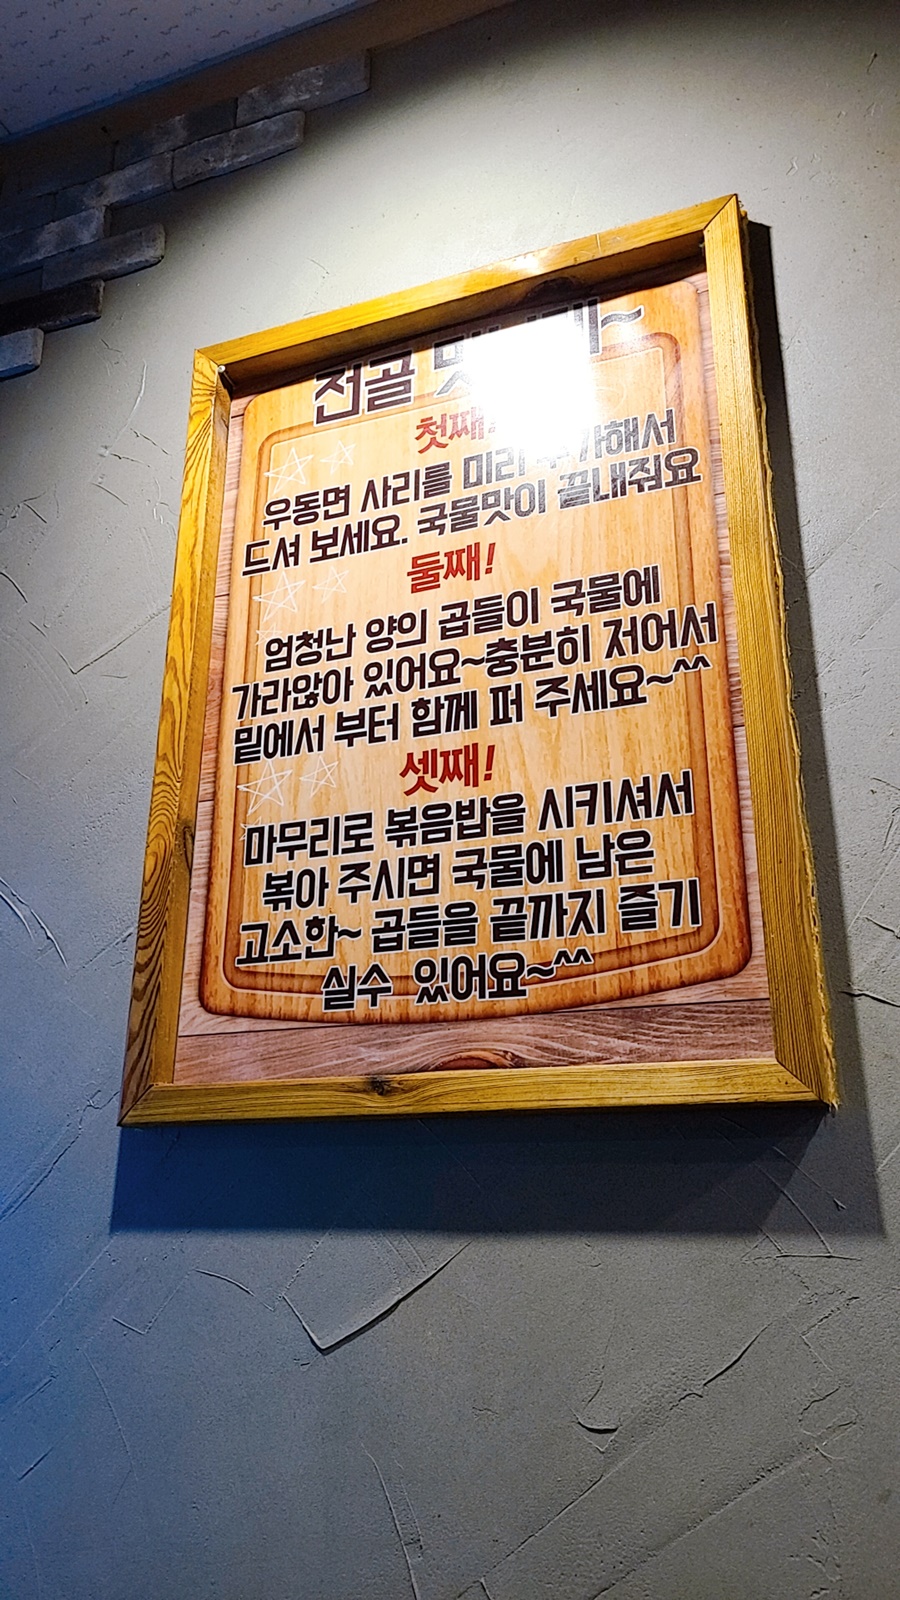 전골
첫째!
우동면 사리를 미리 추가해서
드셔 보세요. 국물맛이 끝내줘요
둘째!
엄청난 양의 곱들이 국물에
가라앉아 있어요~충분히 저어서
밑에서 부터 함께 퍼 주세요~^^
셋째!
마무리로 볶음밥을 시키셔서
볶아 주시면 국물에 남은
고소한~ 곱들을 끝까지 즐기
실수 있어요~^^